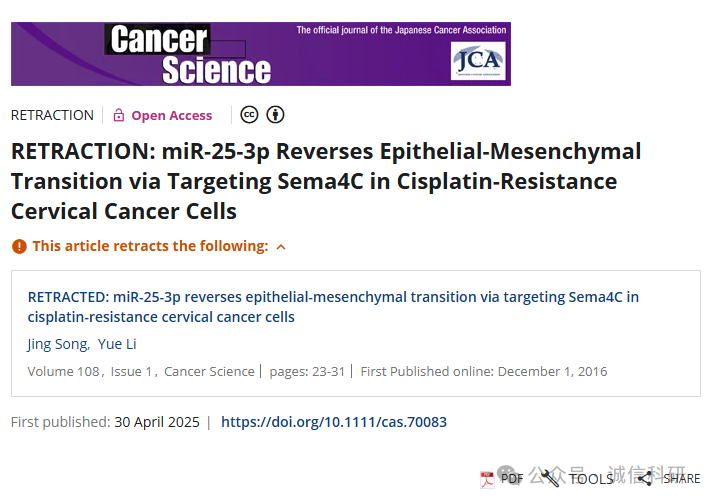 Cancer
Science
The official journal of the Japanese Cancer Association
JCA
RETRACTION Open Access
RETRACTION: miR-25-3p Reverses Epithelial-Mesenchymal
Transition via Targeting Sema4C in Cisplatin-Resistance
Cervical Cancer Cells
This article retracts the following:
RETRACTED: miR-25-3p reverses epithelial-mesenchymal transition via targeting Sema4C in
cisplatin-resistance cervical cancer cells
Jing Song, Yue Li
Volume 108, Issue 1, Cancer Science | pages: 23-31 | First Published online: December 1, 2016
First published: 30 April 2025 | https://doi.org/10.1111/cas.70083
PDF TOOLS SHARE
公众号 诚信科研